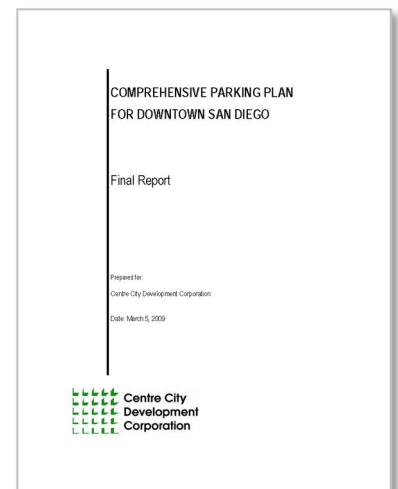 COMPREHENSIVE PARKING PLAN
FOR DOWNTOWN SAN DIEGO
Final Report
Prepared for:
Centre City Development Corporation
Date: March 5, 2009
Centre City
Development
Corporation